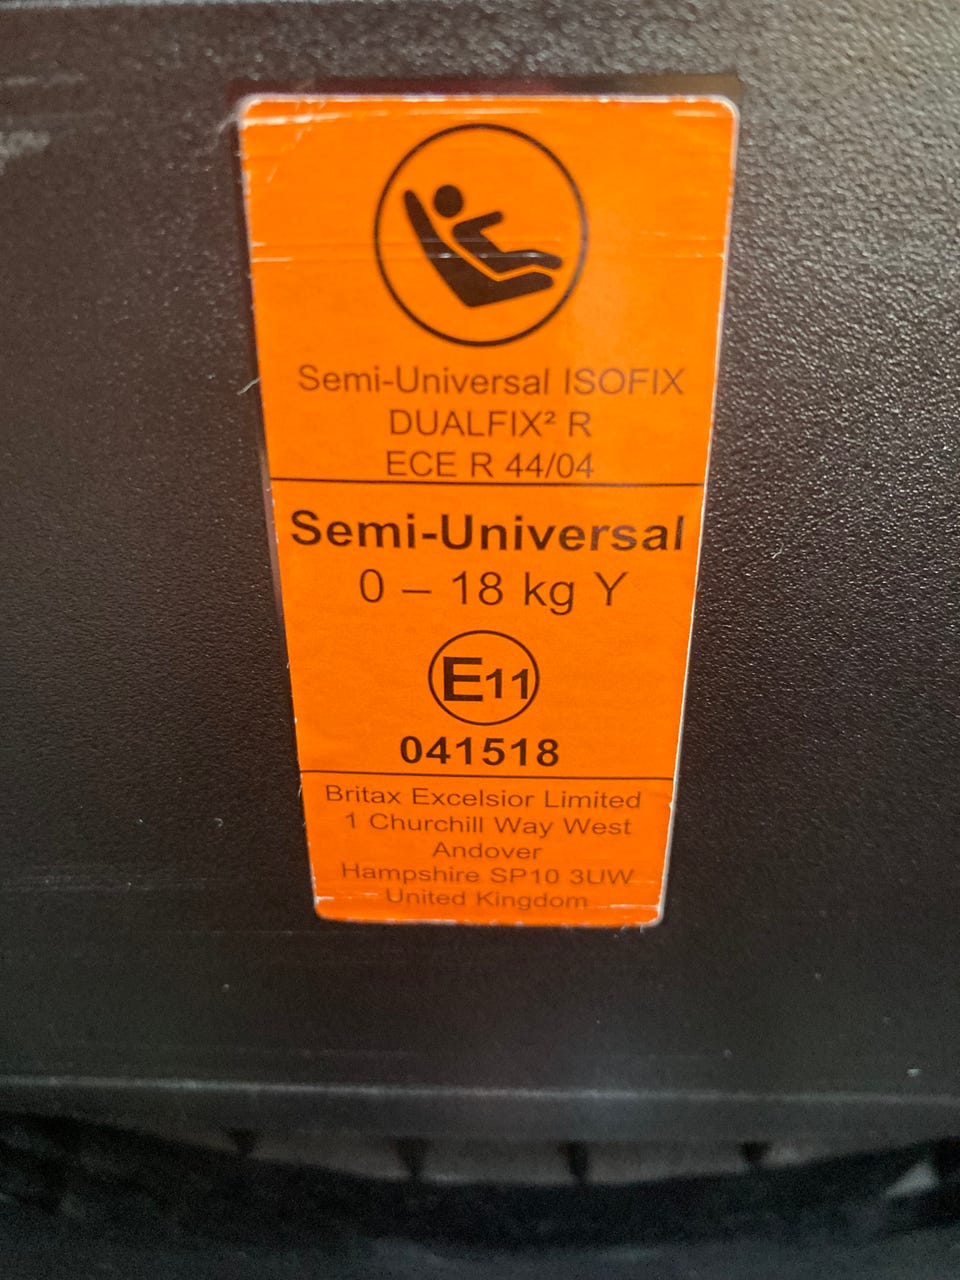 Semi-Universal ISOFIX
DUALFIX² R
ECE R 44/04
Semi-Universal
0 – 18 kg Y
E11
041518
Britax Excelsior Limited
1 Churchill Way West
Andover
Hampshire SP10 3UW
United Kingdom